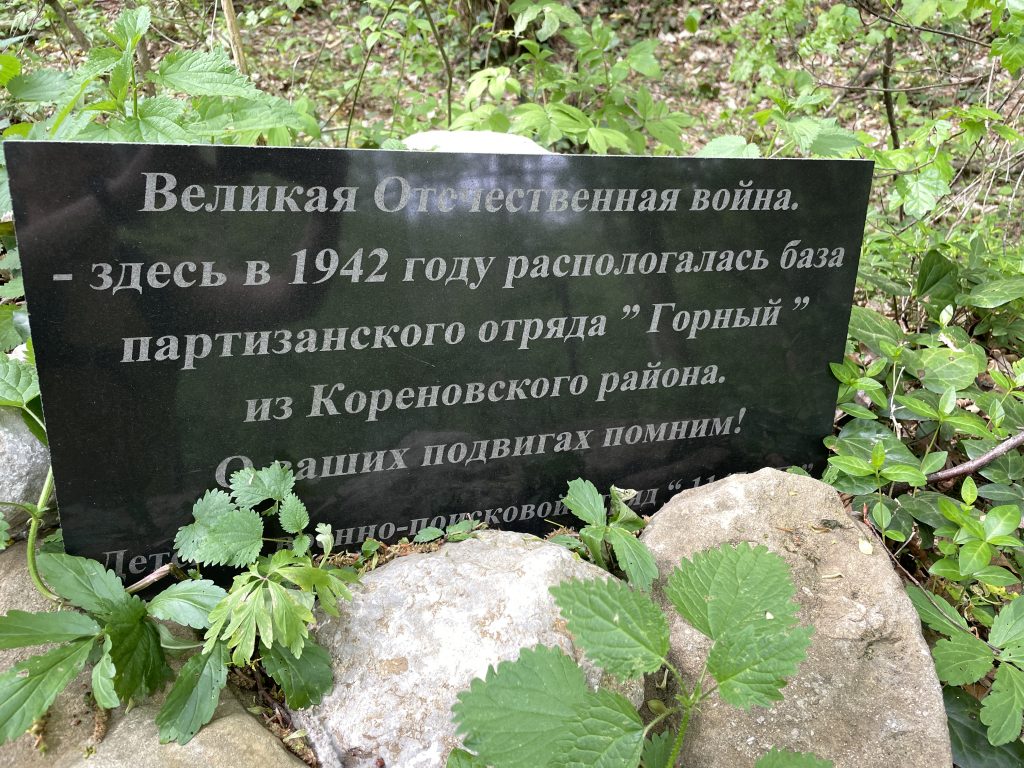 Великая Отечественная война.
- здесь в 1942 году распологалась база
партизанского отряда " Горный "
из Кореновского района.
О ваших подвигах помним!